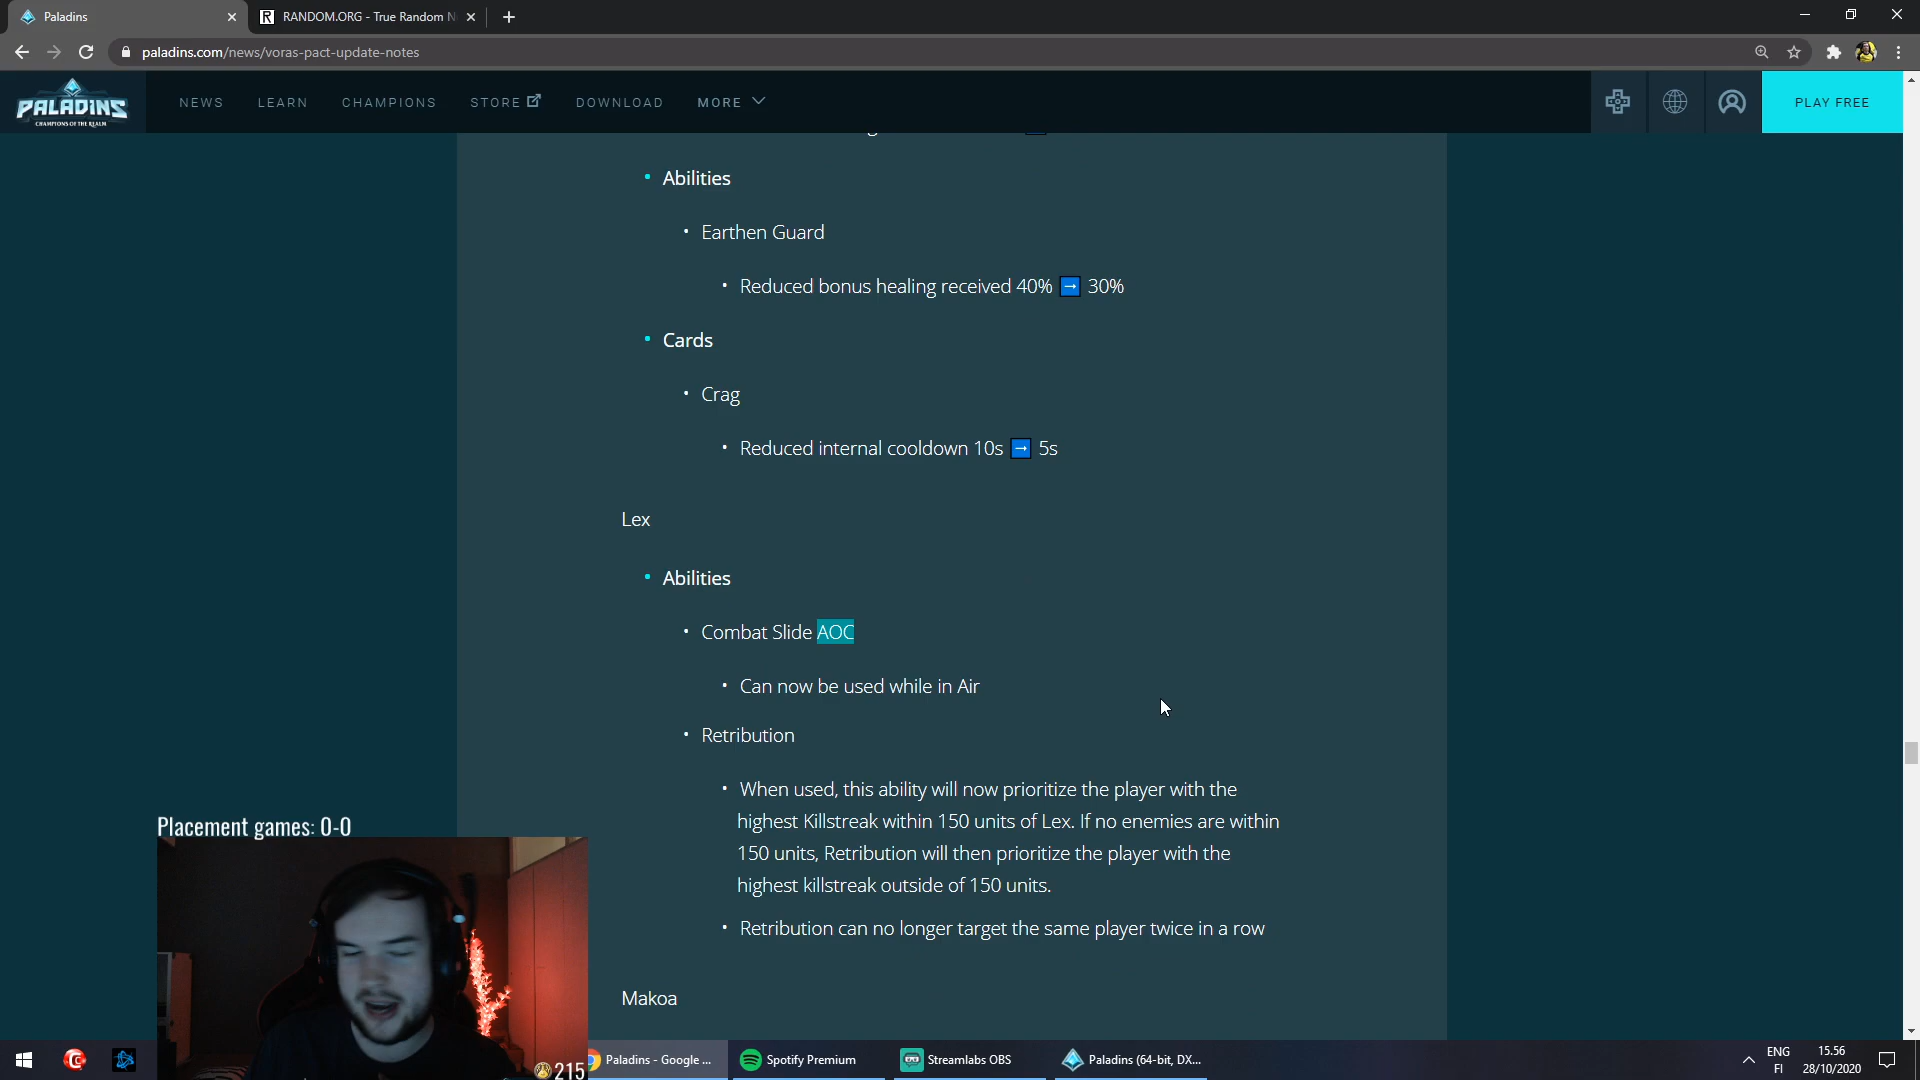 Paladins
RANDOM.ORG - True Random N
paladins.com/news/voras-pact-update-notes
PALADINS
CHAMPIONS OF THE REALM
NEWS
LEARN
CHAMPIONS
STORE
DOWNLOAD
MORE
PLAY FREE
• Abilities
• Earthen Guard
• Reduced bonus healing received 40% ➡ 30%
• Cards
• Crag
• Reduced internal cooldown 10s ➡ 5s
Lex
• Abilities
• Combat Slide AOC
• Can now be used while in Air
• Retribution
• When used, this ability will now prioritize the player with the
highest Killstreak within 150 units of Lex. If no enemies are within
150 units, Retribution will then prioritize the player with the
highest killstreak outside of 150 units.
• Retribution can no longer target the same player twice in a row
Makoa
Placement games: 0-0
215
Paladins - Google ...
Spotify Premium
Streamlabs OBS
Paladins (64-bit, DX...
ENG
FI
15.56
28/10/2020